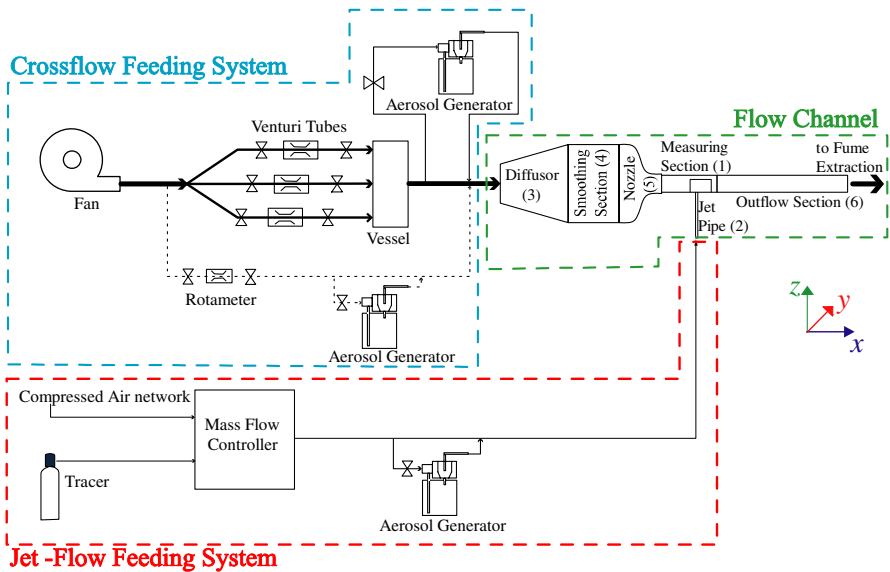 Crossflow Feeding System
Aerosol Generator
Venturi Tubes
Fan
Vessel
Rotameter
Aerosol Generator
Flow Channel
Measuring
Section (1)
to Fume
Extraction
Diffusor
(3)
Smoothing
Section (4)
Nozzle
(5)
Outflow Section (6)
Jet
Pipe (2)
z
y
x
Compressed Air network
Mass Flow
Controller
Tracer
Aerosol Generator
Jet -Flow Feeding System